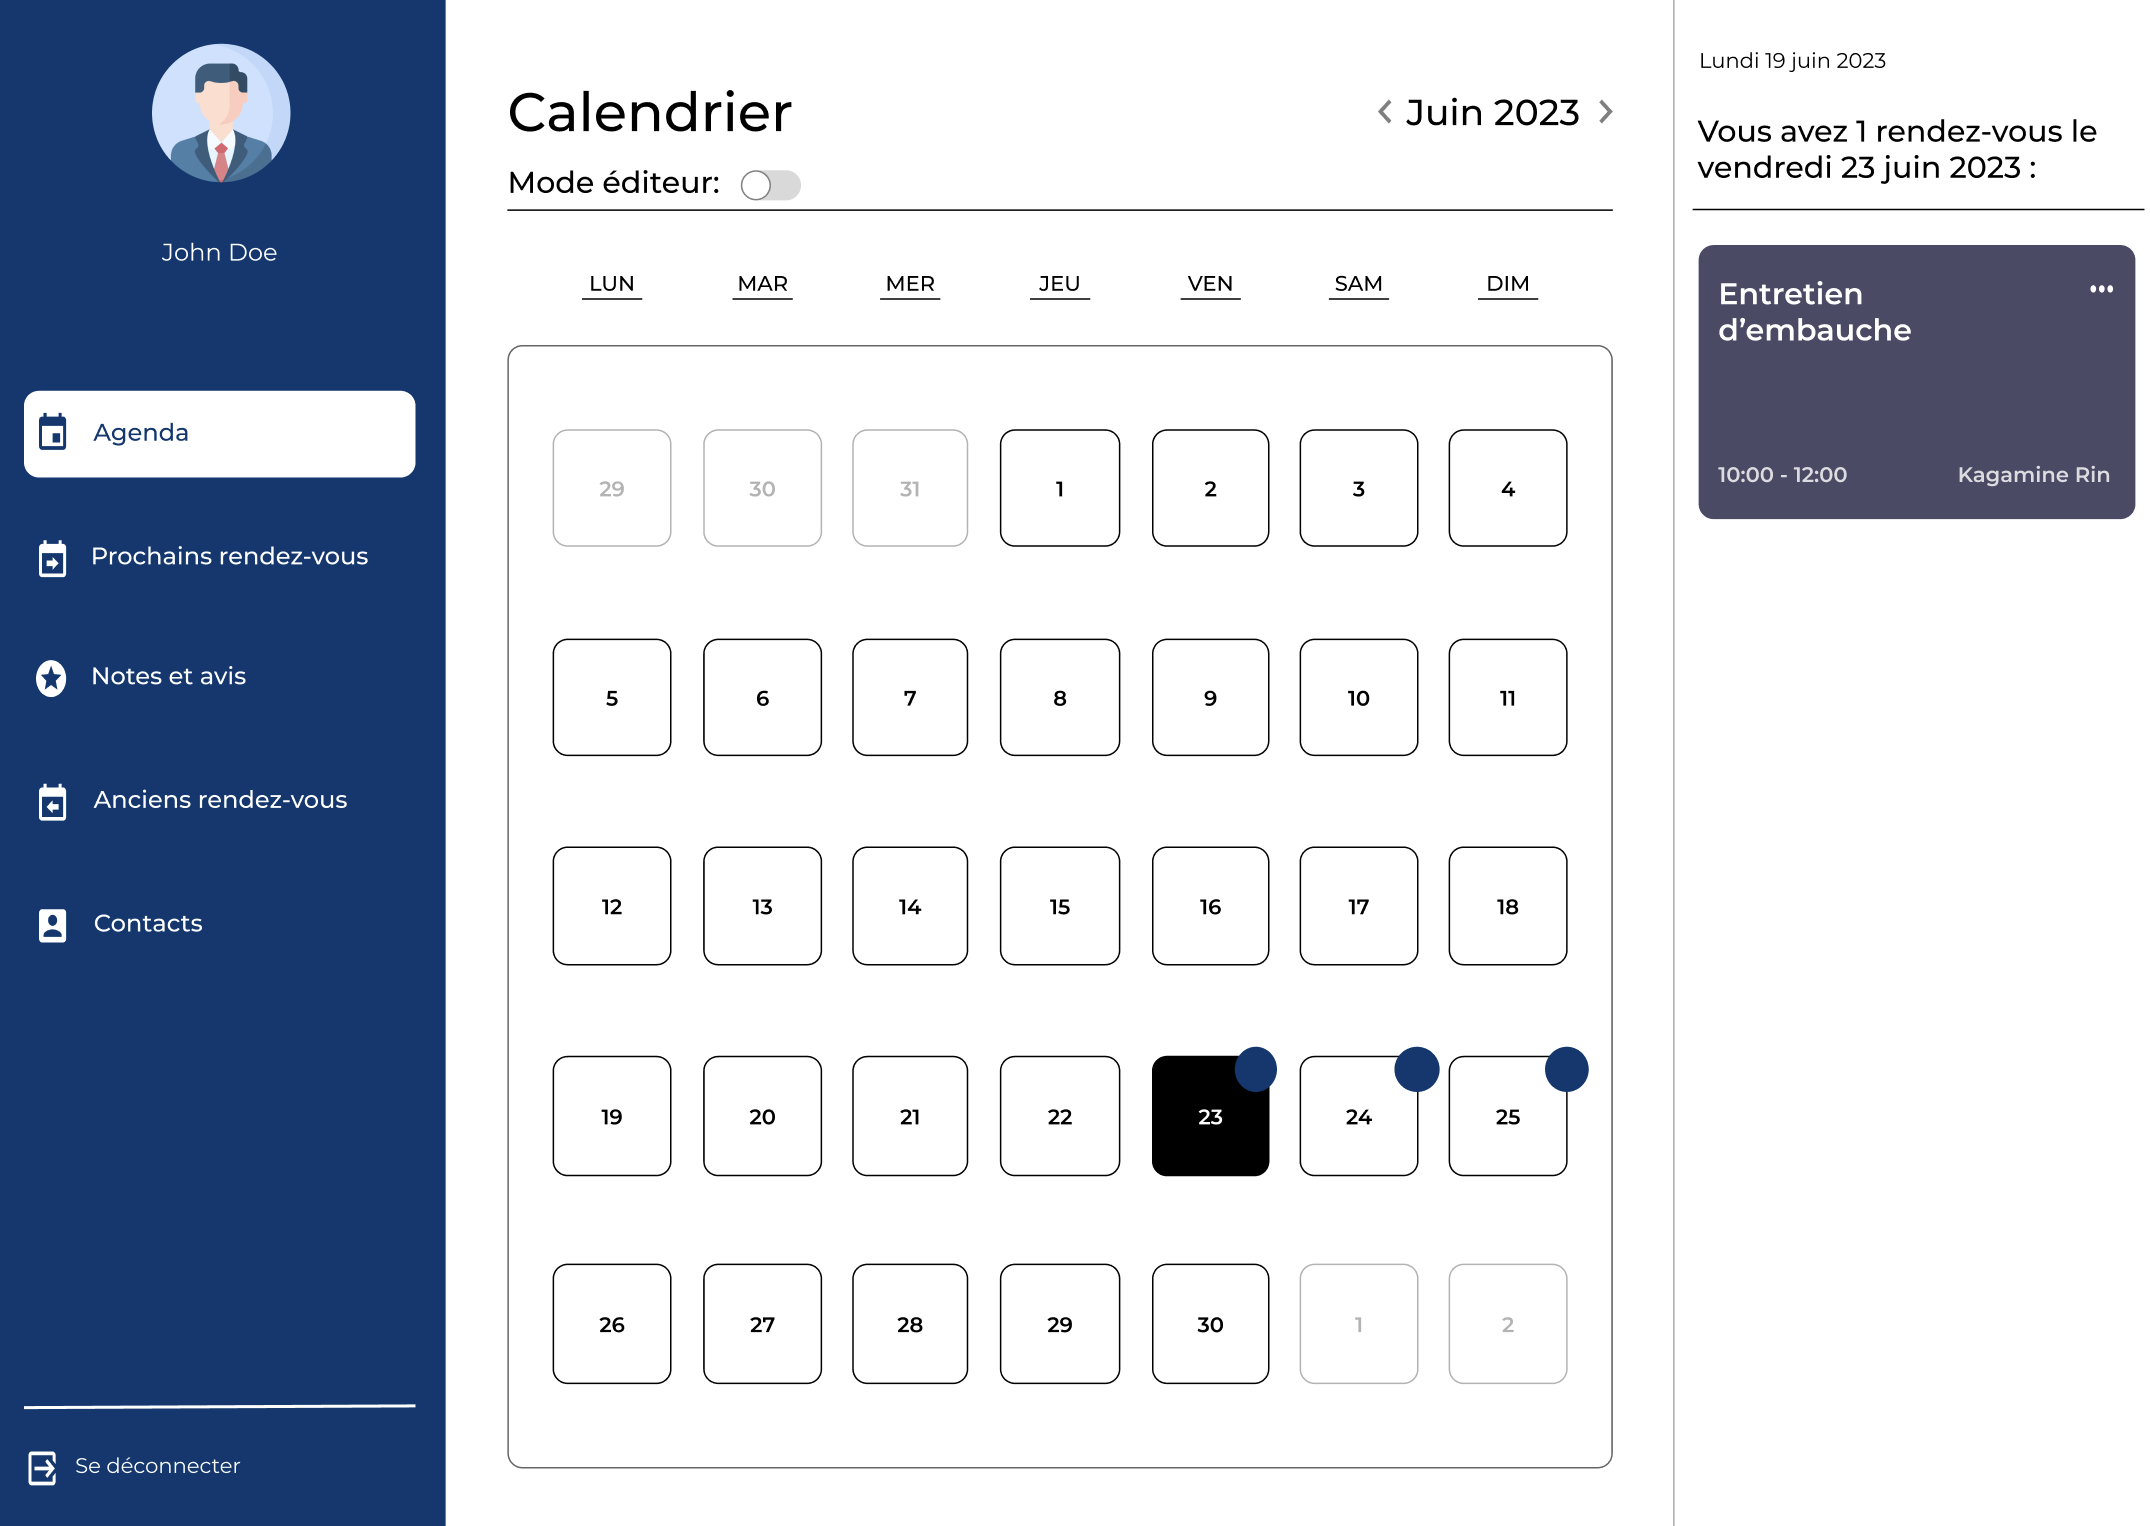 John Doe
Agenda
Prochains rendez-vous
Notes et avis
Anciens rendez-vous
Contacts
Se déconnecter
Calendrier
Juin 2023
Mode éditeur:
LUN MAR MER JEU VEN SAM DIM
29 30 31 1 2 3 4
5 6 7 8 9 10 11
12 13 14 15 16 17 18
19 20 21 22 23 24 25
26 27 28 29 30 1 2
Lundi 19 juin 2023
Vous avez 1 rendez-vous le
vendredi 23 juin 2023 :
Entretien
d’embauche
10:00 - 12:00 Kagamine Rin